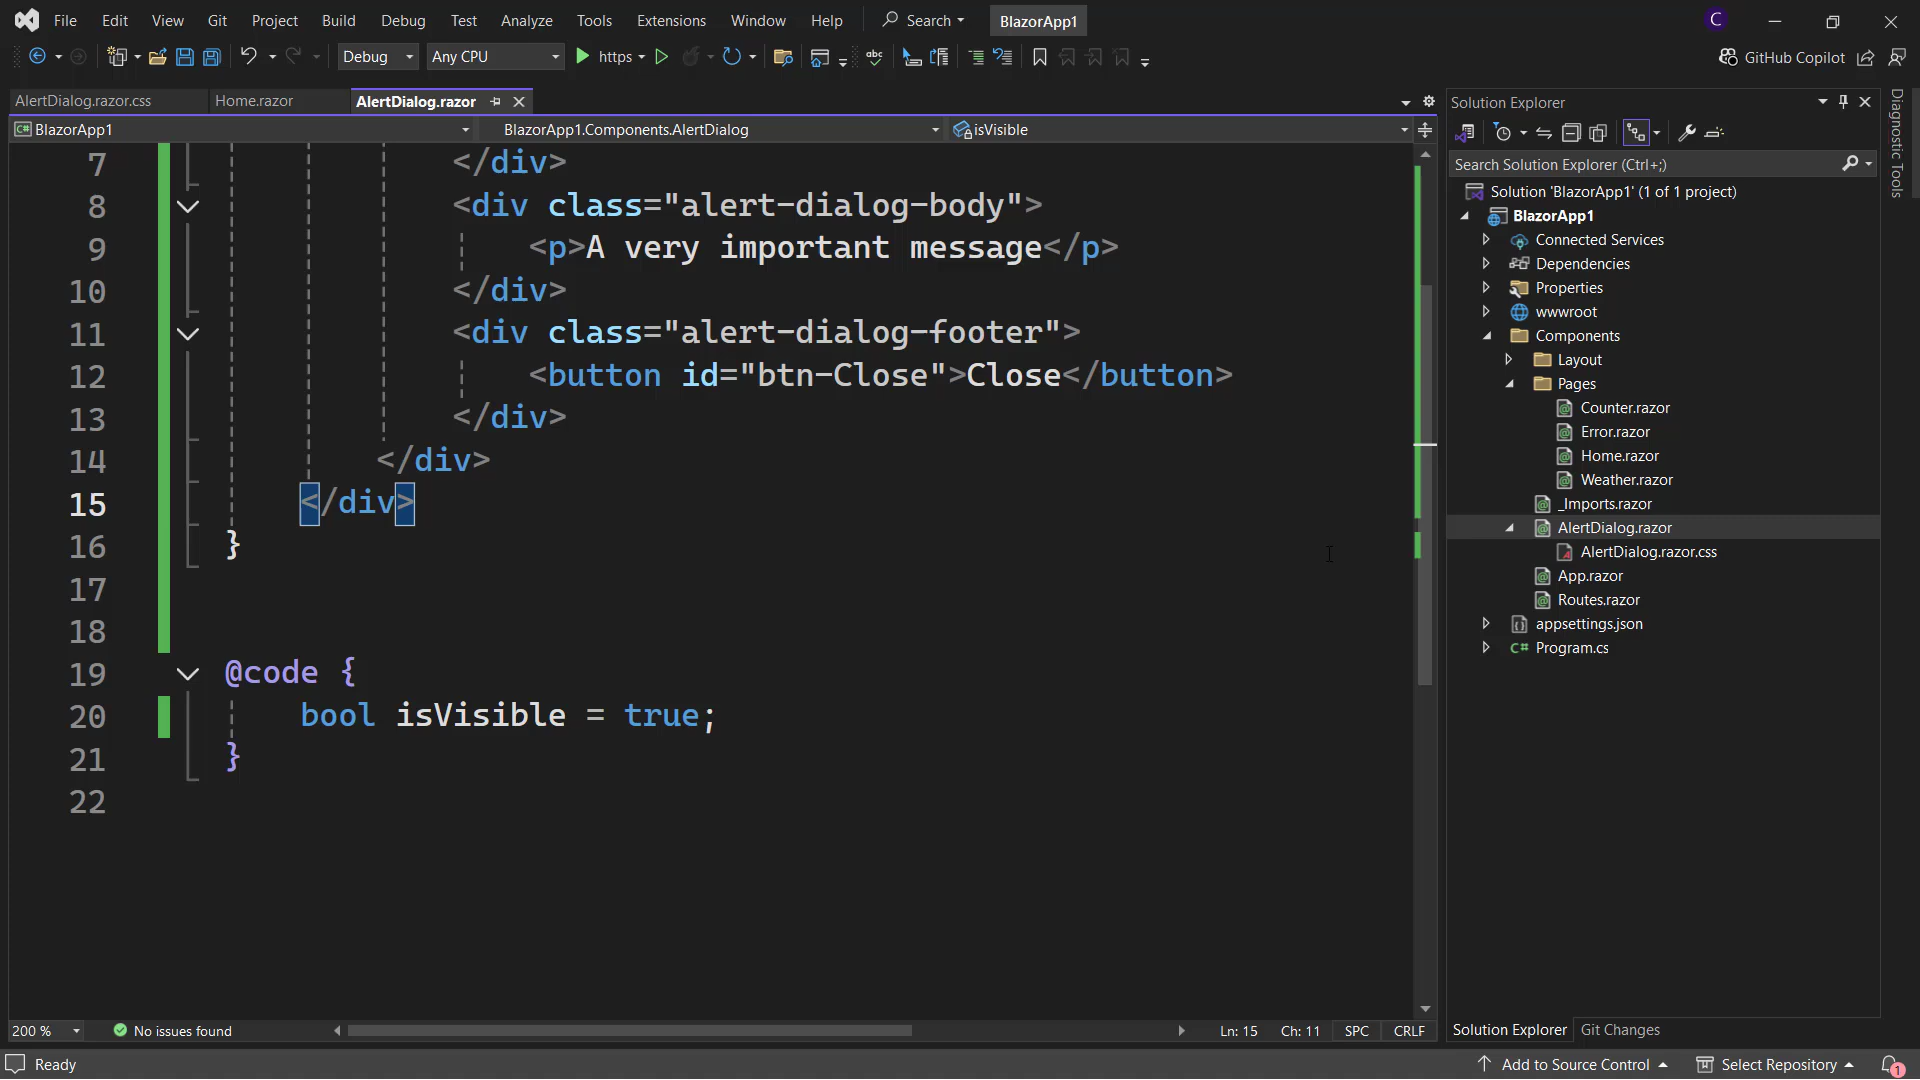 File Edit View Git Project Build Debug Test Analyze Tools Extensions Window Help Search BlazorApp1 C
Debug Any CPU https abc GitHub Copilot
AlertDialog.razor.css Home.razor AlertDialog.razor
BlazorApp1 BlazorApp1.Components.AlertDialog isVisible
7 </div>
8 <div class="alert-dialog-body">
9 <p>A very important message</p>
10 </div>
11 <div class="alert-dialog-footer">
12 <button id="btn-Close">Close</button>
13 </div>
14 </div>
15 </div>
16 }
17
18
19 @code {
20 bool isVisible = true;
21 }
22
200 % No issues found Ln: 15 Ch: 11 SPC CRLF
Solution Explorer
Search Solution Explorer (Ctrl+;)
Solution 'BlazorApp1' (1 of 1 project)
BlazorApp1
Connected Services
Dependencies
Properties
wwwroot
Components
Layout
Pages
Counter.razor
Error.razor
Home.razor
Weather.razor
_Imports.razor
AlertDialog.razor
AlertDialog.razor.css
App.razor
Routes.razor
appsettings.json
C# Program.cs
Solution Explorer Git Changes
Diagnostic Tools
Ready Add to Source Control Select Repository 1